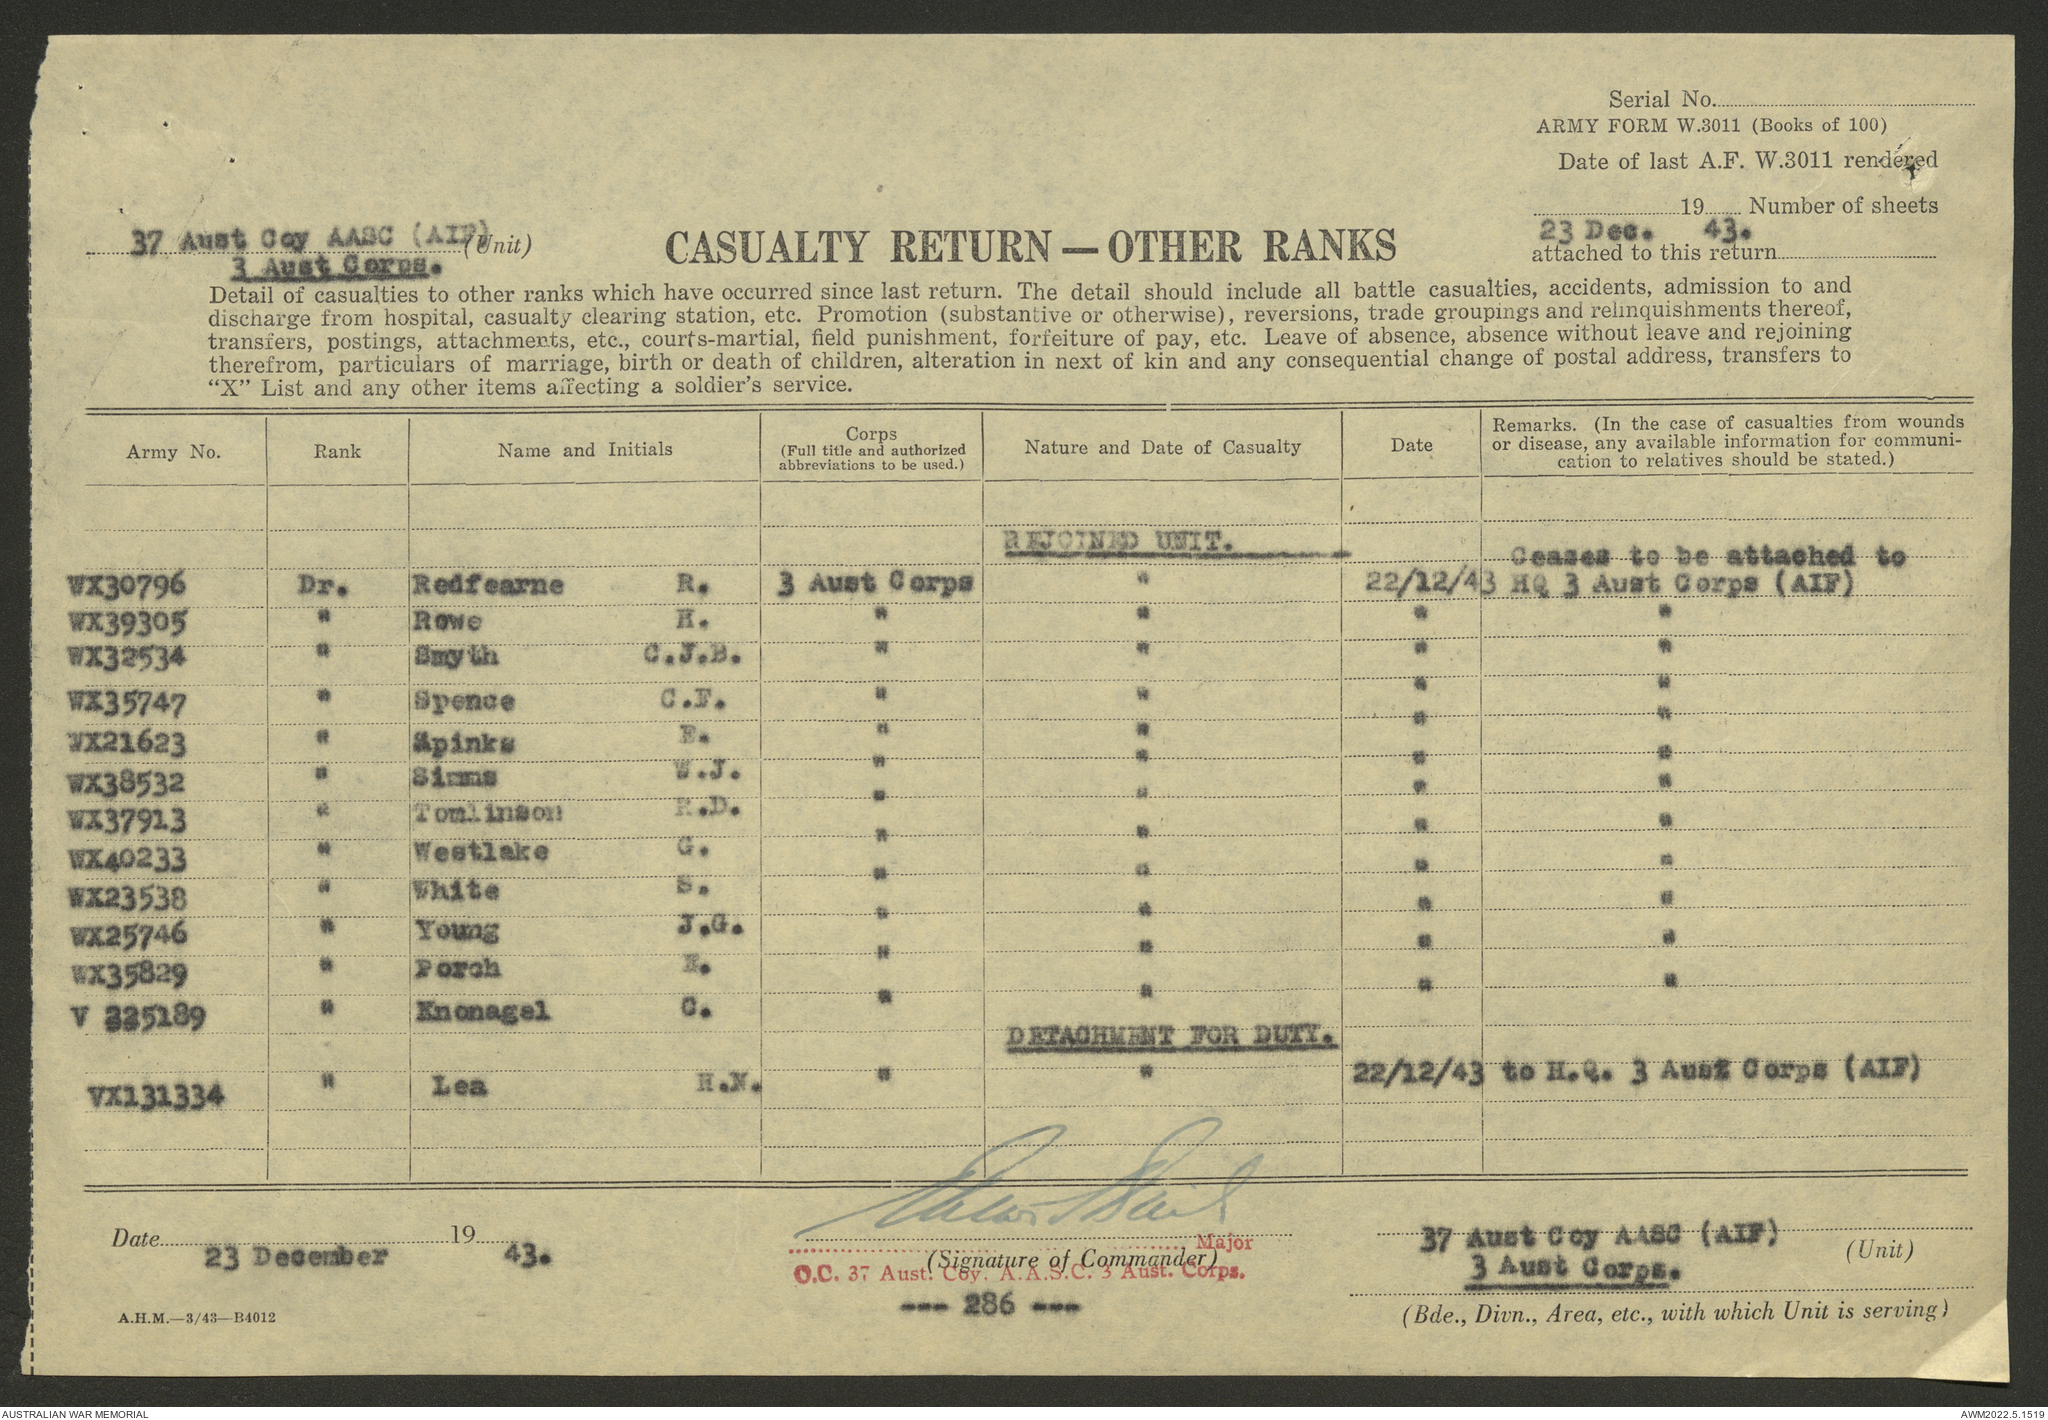 Serial No.
ARMY FORM W.3011 (Books of 100)
Date of last A.F. W.3011 rendered
19 Number of sheets
23 Dec. 43.
attached to this return
37 Aust Coy AASC (AIF) (Unit)
3 Aust Corps.
CASUALTY RETURN — OTHER RANKS
Detail of casualties to other ranks which have occurred since last return. The detail should include all battle casualties, accidents, admission to and
discharge from hospital, casualty clearing station, etc. Promotion (substantive or otherwise), reversions, trade groupings and relinquishments thereof,
transfers, postings, attachments, etc., courts-martial, field punishment, forfeiture of pay, etc. Leave of absence, absence without leave and rejoining
therefrom, particulars of marriage, birth or death of children, alteration in next of kin and any consequential change of postal address, transfers to
“X” List and any other items affecting a soldier’s service.
Army No. Rank Name and Initials Corps (Full title and authorized abbreviations to be used.) Nature and Date of Casualty Date Remarks. (In the case of casualties from wounds or disease, any available information for communi- cation to relatives should be stated.)
REJOINED UNIT.
Ceases to be attached to
WX30796 Dr. Redfearne R. 3 Aust Corps " 22/12/43 HQ 3 Aust Corps (AIF)
WX39305 " Rowe H. " " " "
WX32534 " Smyth C.J.B. " " " "
WX35747 " Spence C.F. " " " "
WX21623 " Spinks E. " " " "
WX38532 " Simms W.J. " " " "
WX37913 " Tomlinson R.D. " " " "
WX40233 " Westlake G. " " " "
WX23538 " White S. " " " "
WX25746 " Young J.G. " " " "
WX35829 " Porch E. " " " "
V 225189 " Knonagel C. " " " "
DETACHMENT FOR DUTY.
VX131334 " Lea H.N. " " 22/12/43 to H.Q. 3 Aust Corps (AIF)
Date 23 December 19 43.
Major
(Signature of Commander)
O.C. 37 Aust. Coy. A.A.S.C. 3 Aust. Corps.
--- 286 ---
37 Aust Coy AASC (AIF) (Unit)
3 Aust Corps.
(Bde., Divn., Area, etc., with which Unit is serving)
A.H.M.—3/43—B4012
AUSTRALIAN WAR MEMORIAL
AWM2022.5.1519